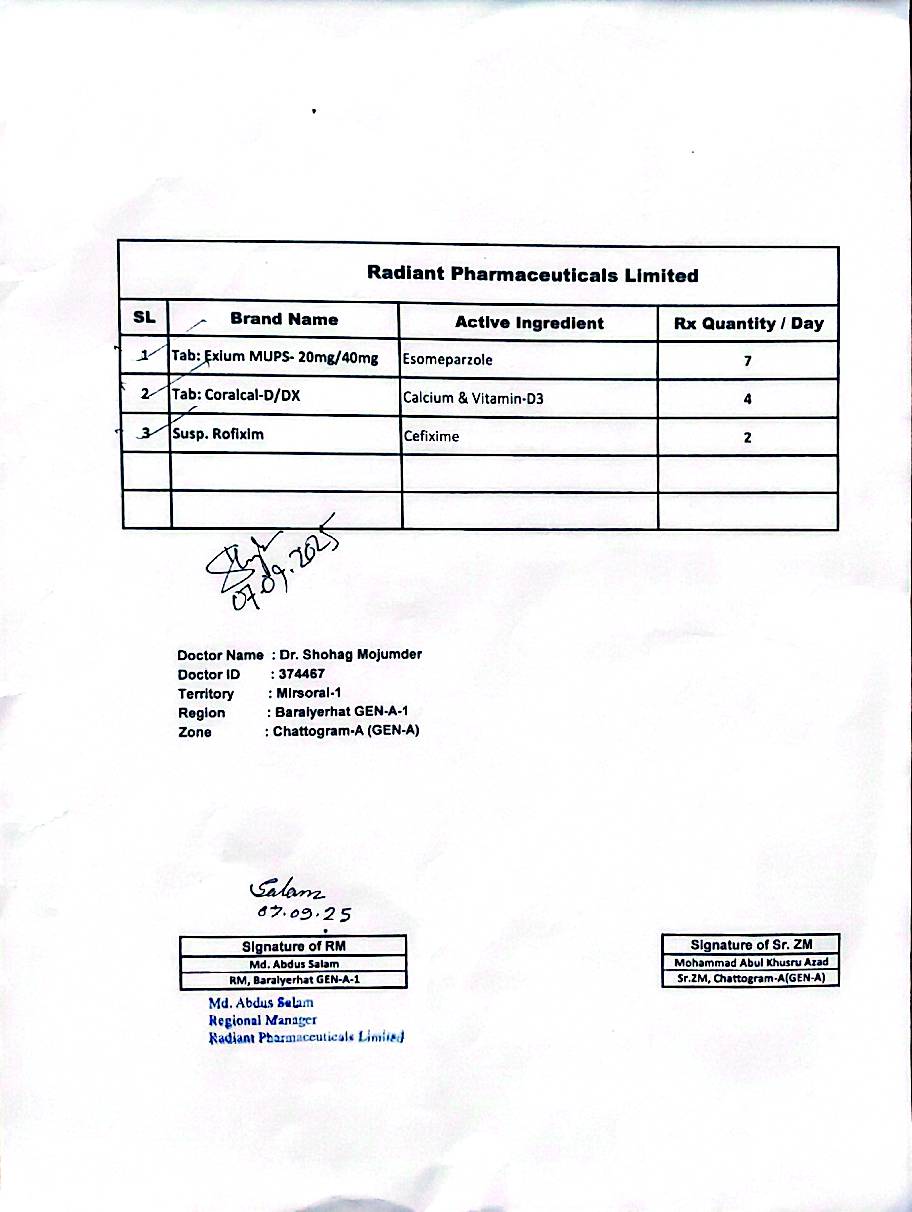 Radiant Pharmaceuticals Limited
SL Brand Name Active Ingredient Rx Quantity / Day
1 Tab: Exium MUPS- 20mg/40mg Esomeparzole 7
2 Tab: Coralcal-D/DX Calcium & Vitamin-D3 4
3 Susp. Rofixim Cefixime 2
07.09.2025
Doctor Name : Dr. Shohag Mojumder
Doctor ID : 374467
Territory : Mirsorai-1
Region : Baraiyerhat GEN-A-1
Zone : Chattogram-A (GEN-A)
Salam
07.09.25
Signature of RM
Md. Abdus Salam
RM, Baraiyerhat GEN-A-1
Signature of Sr. ZM
Mohammad Abul Khusru Azad
Sr.ZM, Chattogram-A(GEN-A)
Md. Abdus Salam
Regional Manager
Radiant Pharmaceuticals Limited